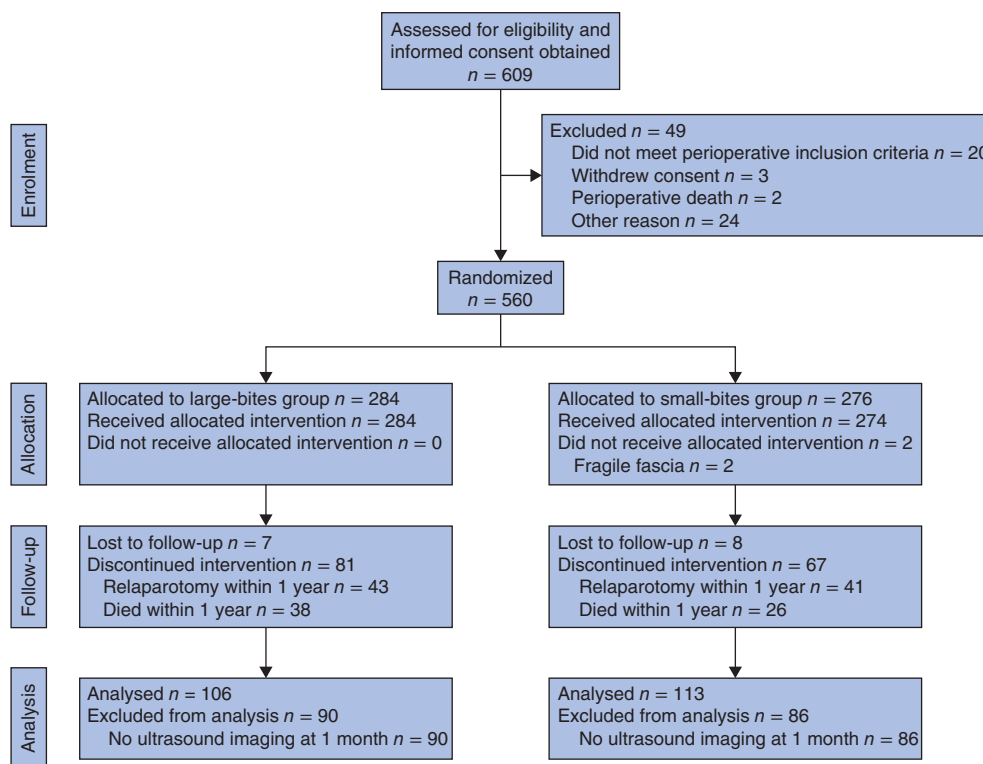 Assessed for eligibility and
informed consent obtained
n = 609
Enrolment
Excluded n = 49
Did not meet perioperative inclusion criteria n = 20
Withdrew consent n = 3
Perioperative death n = 2
Other reason n = 24
Randomized
n = 560
Allocation
Allocated to large-bites group n = 284
Received allocated intervention n = 284
Did not receive allocated intervention n = 0
Allocated to small-bites group n = 276
Received allocated intervention n = 274
Did not receive allocated intervention n = 2
Fragile fascia n = 2
Follow-up
Lost to follow-up n = 7
Discontinued intervention n = 81
Relaparotomy within 1 year n = 43
Died within 1 year n = 38
Lost to follow-up n = 8
Discontinued intervention n = 67
Relaparotomy within 1 year n = 41
Died within 1 year n = 26
Analysis
Analysed n = 106
Excluded from analysis n = 90
No ultrasound imaging at 1 month n = 90
Analysed n = 113
Excluded from analysis n = 86
No ultrasound imaging at 1 month n = 86